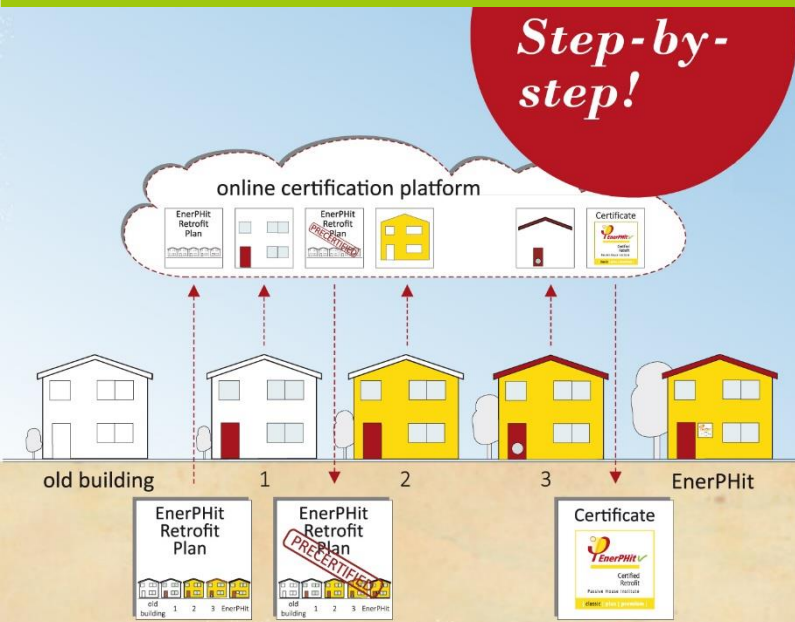 Step-by-
step!
online certification platform
EnerPHit
Retrofit
Plan
EnerPHit
Retrofit
Plan
PRECERTIFIED
Certificate
EnerPHit
old building
1
2
3
EnerPHit
EnerPHit
Retrofit
Plan
old
building
1
2
3
EnerPHit
EnerPHit
Retrofit
Plan
PRECERTIFIED
old
building
1
2
3
EnerPHit
Certificate
EnerPHit
Certified
Retrofit
Passive House Institute
classic | plus | premium